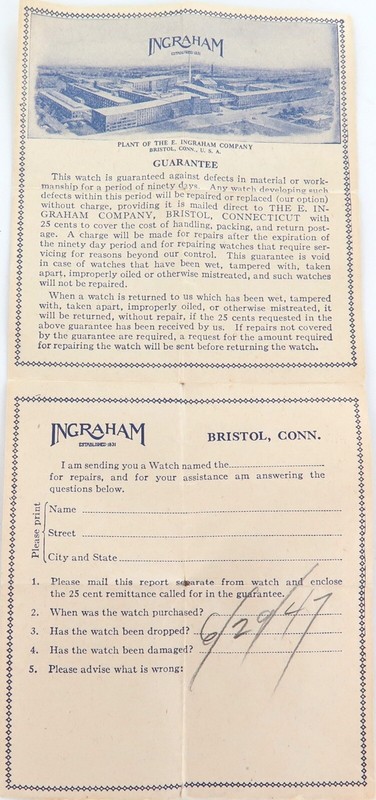 INGRAHAM
ESTABLISHED 1831
PLANT OF THE E. INGRAHAM COMPANY
BRISTOL, CONN., U. S. A.
GUARANTEE
This watch is guaranteed against defects in material or work-
manship for a period of ninety days. Any watch developing such
defects within this period will be repaired or replaced (our option)
without charge, providing it is mailed direct to THE E. IN-
GRAHAM COMPANY, BRISTOL, CONNECTICUT with
25 cents to cover the cost of handling, packing, and return post-
age. A charge will be made for repairs after the expiration of
the ninety day period and for repairing watches that require ser-
vicing for reasons beyond our control. This guarantee is void
in case of watches that have been wet, tampered with, taken
apart, improperly oiled or otherwise mistreated, and such watches
will not be repaired.
When a watch is returned to us which has been wet, tampered
with, taken apart, improperly oiled, or otherwise mistreated, it
will be returned, without repair, if the 25 cents requested in the
above guarantee has been received by us. If repairs not covered
by the guarantee are required, a request for the amount required
for repairing the watch will be sent before returning the watch.
INGRAHAM
ESTABLISHED 1831
BRISTOL, CONN.
I am sending you a Watch named the
for repairs, and for your assistance am answering the
questions below.
Please print
Name
Street
City and State
1. Please mail this report separate from watch and enclose
the 25 cent remittance called for in the guarantee.
2. When was the watch purchased?
3. Has the watch been dropped?
6/29/47
4. Has the watch been damaged?
5. Please advise what is wrong: